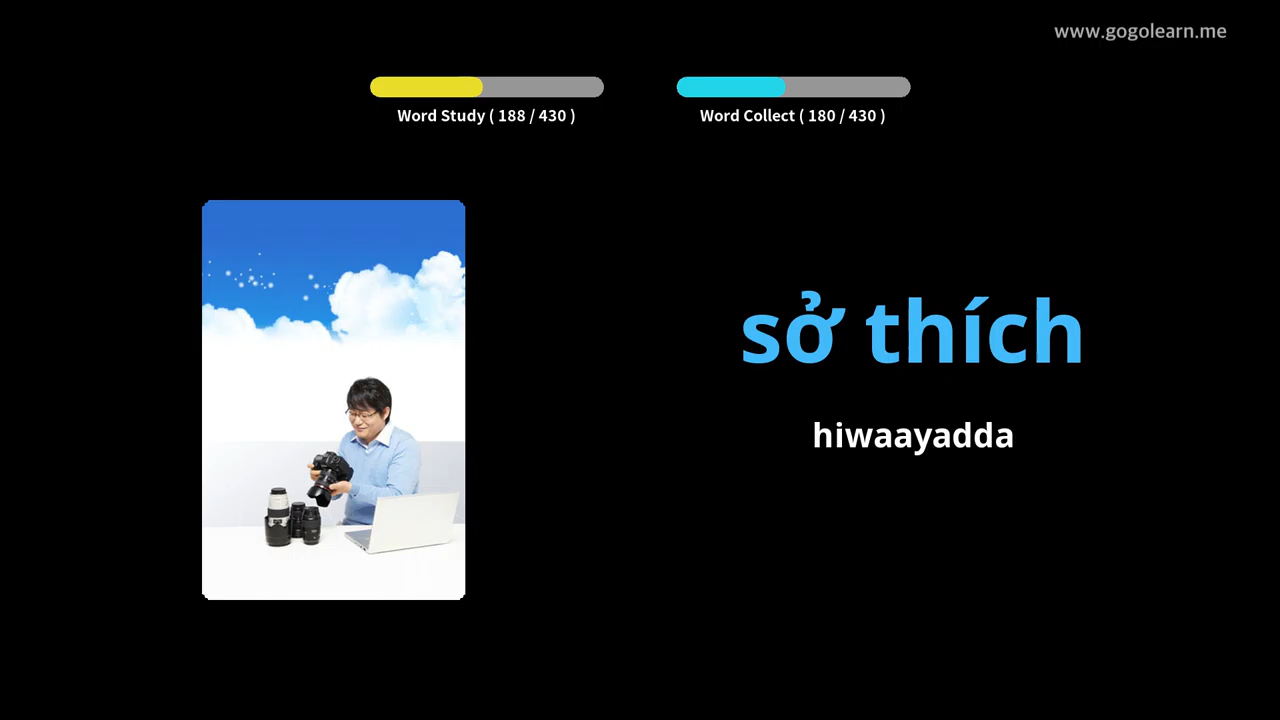 www.gogolearn.me
Word Study ( 188 / 430 )
Word Collect ( 180 / 430 )
sở thích
hiwaayadda